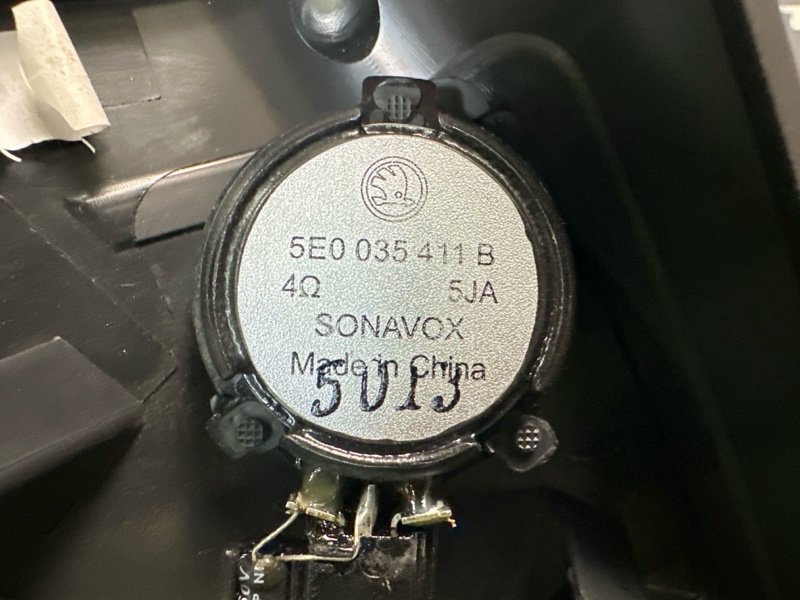 5E0 035 411 B
4Ω 5JA
SONAVOX
Made in China
5013